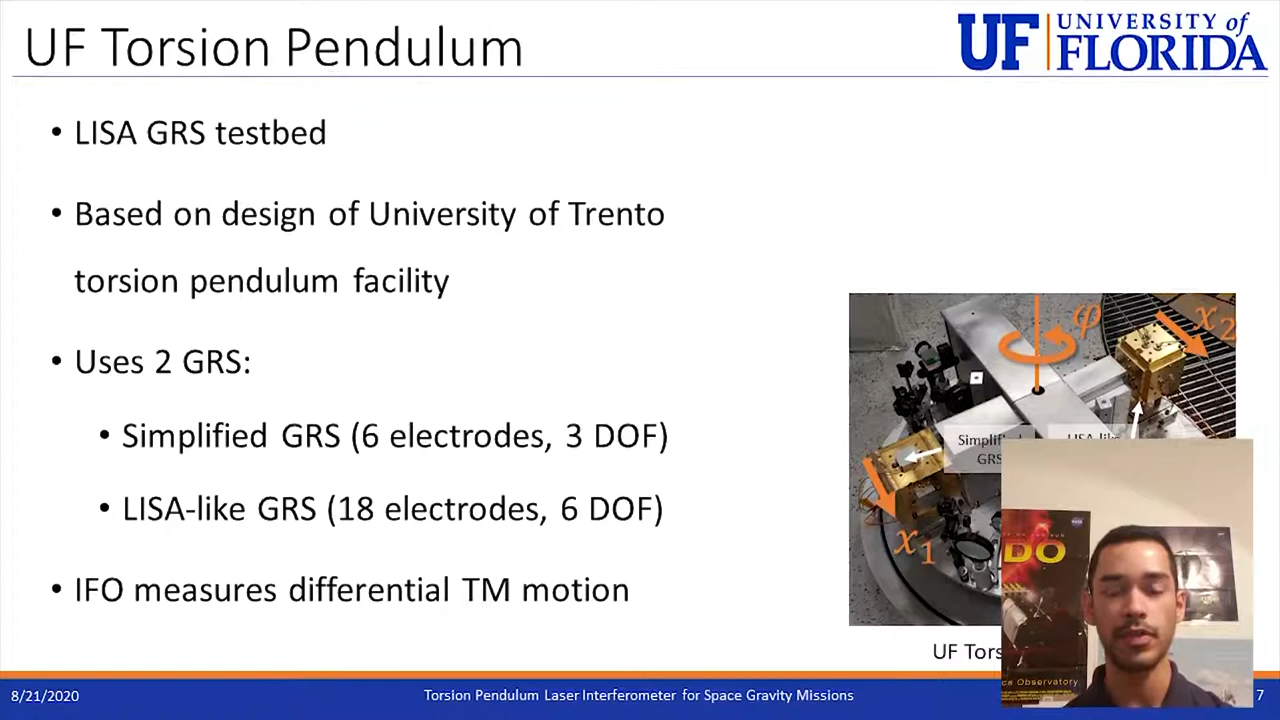 UF Torsion Pendulum
UF UNIVERSITY of
FLORIDA
• LISA GRS testbed
• Based on design of University of Trento
torsion pendulum facility
• Uses 2 GRS:
• Simplified GRS (6 electrodes, 3 DOF)
• LISA-like GRS (18 electrodes, 6 DOF)
• IFO measures differential TM motion
φ
x₂
GRS
x₁
UF
DO
Observatory
8/21/2020
Torsion Pendulum Laser Interferometer for Space Gravity Missions
7